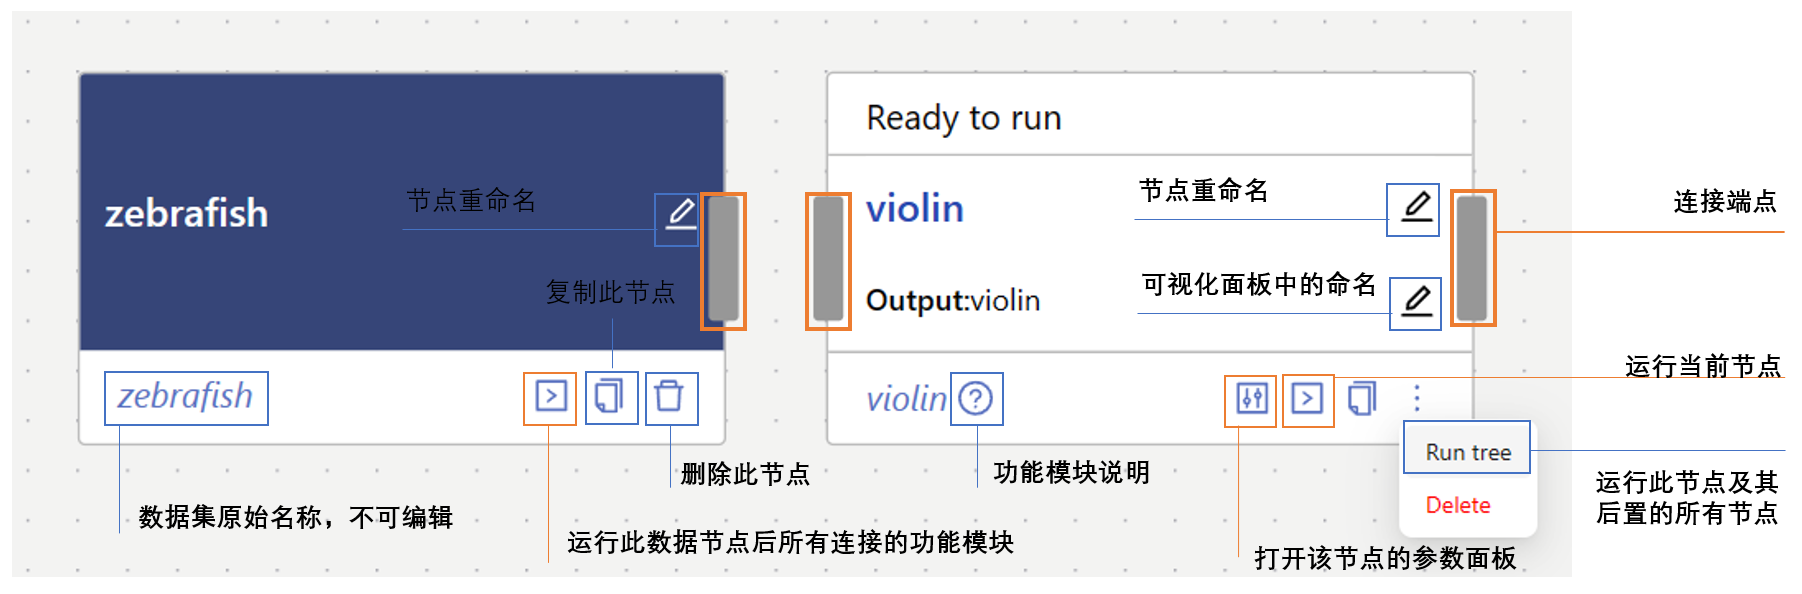 Ready to run
zebrafish
节点重命名
violin
节点重命名
连接端点
复制此节点
Output:violin
可视化面板中的命名
运行当前节点
zebrafish
violin
Run tree
Delete
删除此节点
功能模块说明
运行此节点及其
后置的所有节点
数据集原始名称，不可编辑
运行此数据节点后所有连接的功能模块
打开该节点的参数面板